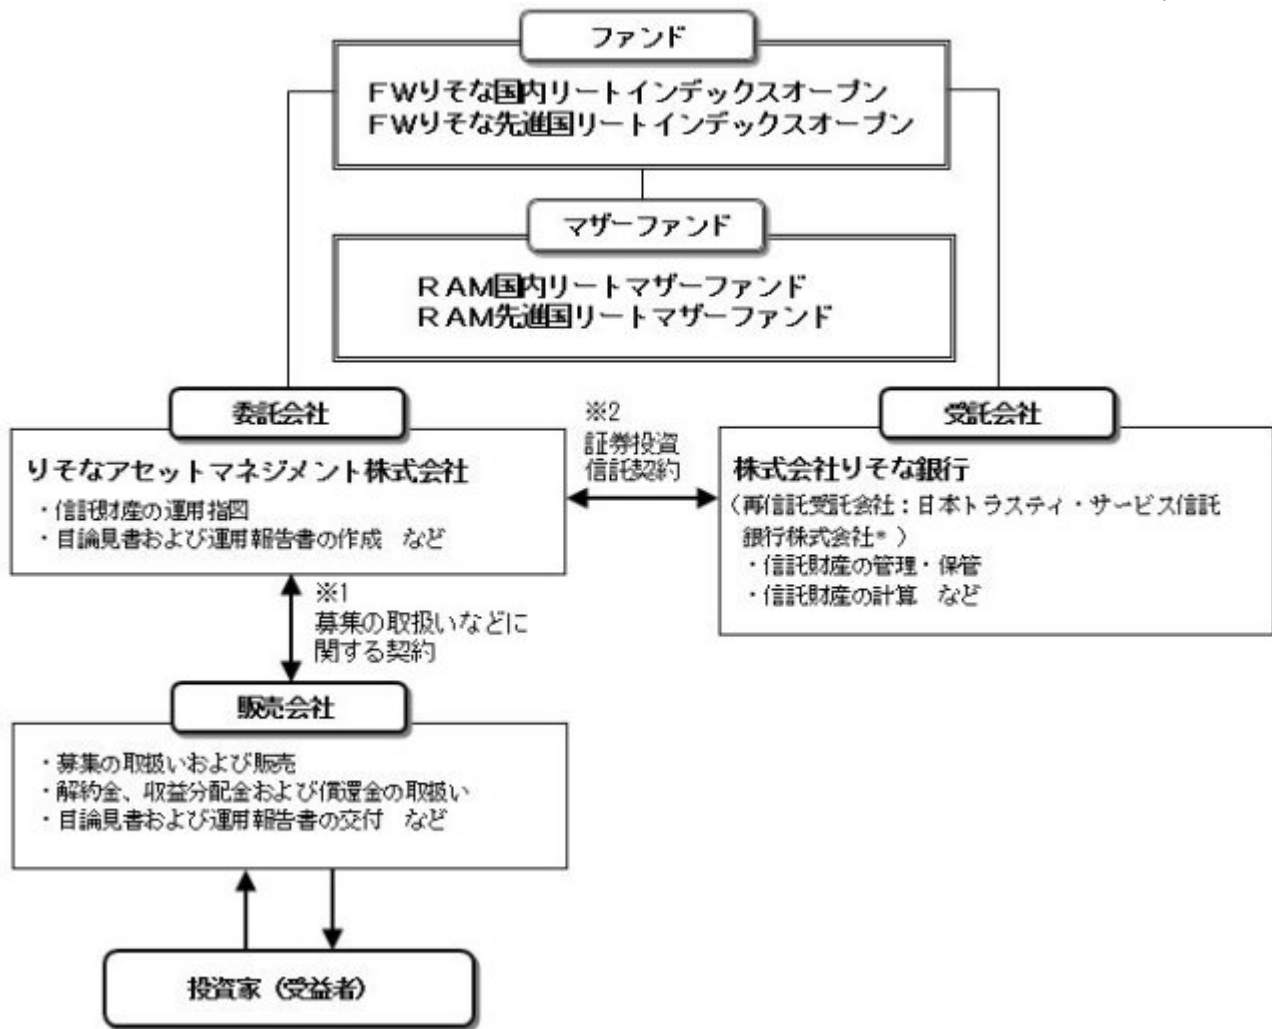 ファンド
FWりそな国内リートインデックスオープン
FWりそな先進国リートインデックスオープン
マザーファンド
RAM国内リートマザーファンド
RAM先進国リートマザーファンド
委託会社
りそなアセットマネジメント株式会社
・信託財産の運用指図
・目論見書および運用報告書の作成 など
※2
証券投資
信託契約
受託会社
株式会社りそな銀行
(再信託受託会社:日本トラスティ・サービス信託
銀行株式会社* )
・信託財産の管理・保管
・信託財産の計算 など
※1
募集の取扱いなどに
関する契約
販売会社
・募集の取扱いおよび販売
・解約金、収益分配金および償還金の取扱い
・目論見書および運用報告書の交付 など
投資家(受益者)